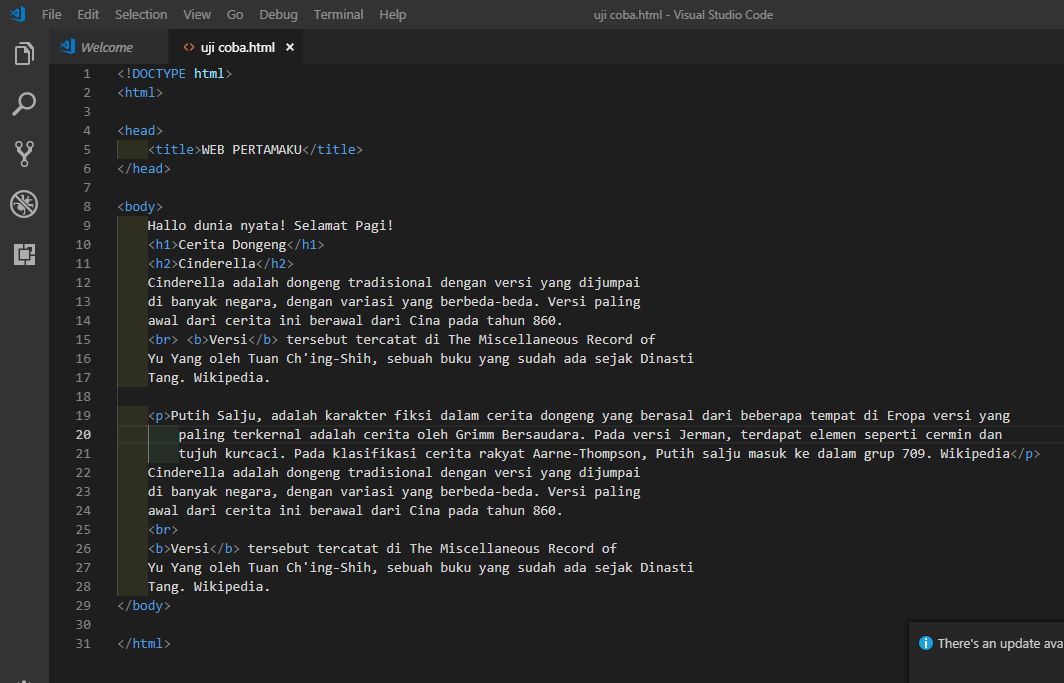 File Edit Selection View Go Debug Terminal Help uji coba.html - Visual Studio Code
Welcome <> uji coba.html ×
1 <!DOCTYPE html>
2 <html>
3
4 <head>
5 <title>WEB PERTAMAKU</title>
6 </head>
7
8 <body>
9 Hallo dunia nyata! Selamat Pagi!
10 <h1>Cerita Dongeng</h1>
11 <h2>Cinderella</h2>
12 Cinderella adalah dongeng tradisional dengan versi yang dijumpai
13 di banyak negara, dengan variasi yang berbeda-beda. Versi paling
14 awal dari cerita ini berawal dari Cina pada tahun 860.
15 <br> <b>Versi</b> tersebut tercatat di The Miscellaneous Record of
16 Yu Yang oleh Tuan Ch'ing-Shih, sebuah buku yang sudah ada sejak Dinasti
17 Tang. Wikipedia.
18
19 <p>Putih Salju, adalah karakter fiksi dalam cerita dongeng yang berasal dari beberapa tempat di Eropa versi yang
20 paling terkernal adalah cerita oleh Grimm Bersaudara. Pada versi Jerman, terdapat elemen seperti cermin dan
21 tujuh kurcaci. Pada klasifikasi cerita rakyat Aarne-Thompson, Putih salju masuk ke dalam grup 709. Wikipedia</p>
22 Cinderella adalah dongeng tradisional dengan versi yang dijumpai
23 di banyak negara, dengan variasi yang berbeda-beda. Versi paling
24 awal dari cerita ini berawal dari Cina pada tahun 860.
25 <br>
26 <b>Versi</b> tersebut tercatat di The Miscellaneous Record of
27 Yu Yang oleh Tuan Ch'ing-Shih, sebuah buku yang sudah ada sejak Dinasti
28 Tang. Wikipedia.
29 </body>
30
31 </html>
There's an update ava